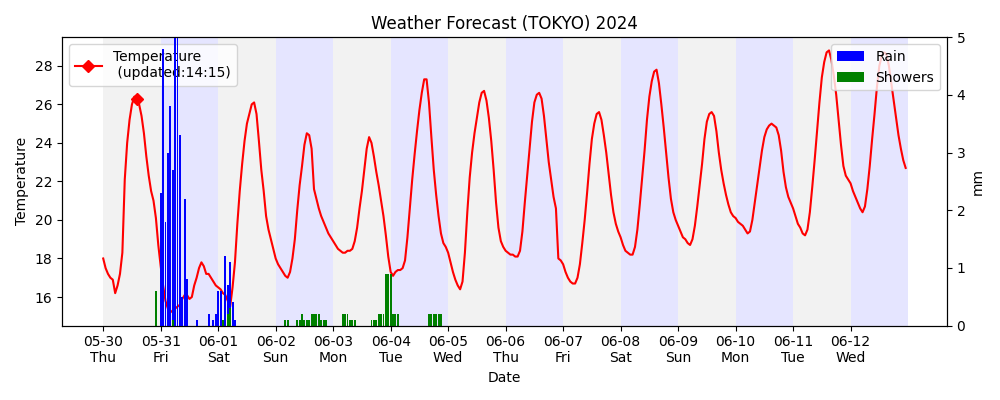 Weather Forecast (TOKYO) 2024
Temperature
(updated:14:15)
Rain
Showers
28
26
24
22
20
18
16
Temperature
5
4
3
2
1
0
mm
05-30 05-31 06-01 06-02 06-03 06-04 06-05 06-06 06-07 06-08 06-09 06-10 06-11 06-12
Thu Fri Sat Sun Mon Tue Wed Thu Fri Sat Sun Mon Tue Wed
Date